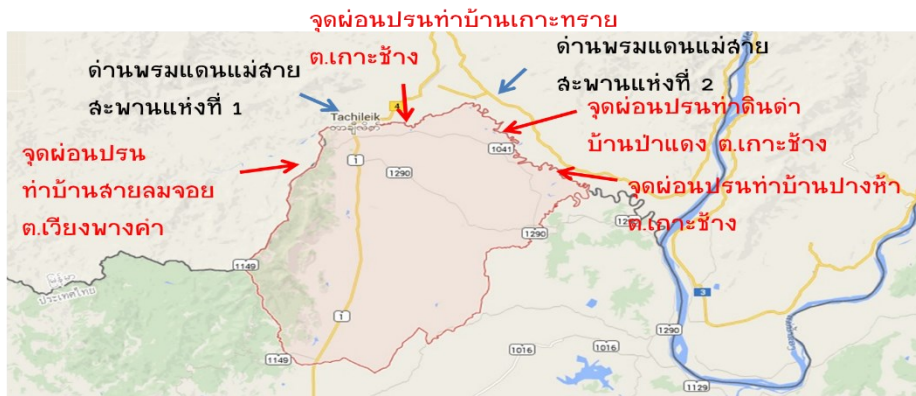 จุดผ่อนปรนท่าบ้านเกาะทราย
ต.เกาะช้าง
ด่านพรมแดนแม่สาย
สะพานแห่งที่ 1
ด่านพรมแดนแม่สาย
สะพานแห่งที่ 2
จุดผ่อนปรนท่าดินดำ
บ้านป่าแดง ต.เกาะช้าง
จุดผ่อนปรน
ท่าบ้านสายลมจอย
ต.เวียงพางคำ
จุดผ่อนปรนท่าบ้านปางห้า
ต.เกาะช้าง
4
Tachileik
တာချီလိတ်
1
1041
1290
1290
1149
ประเทศไทย
3
1
1290
1016
1016
1149
1129